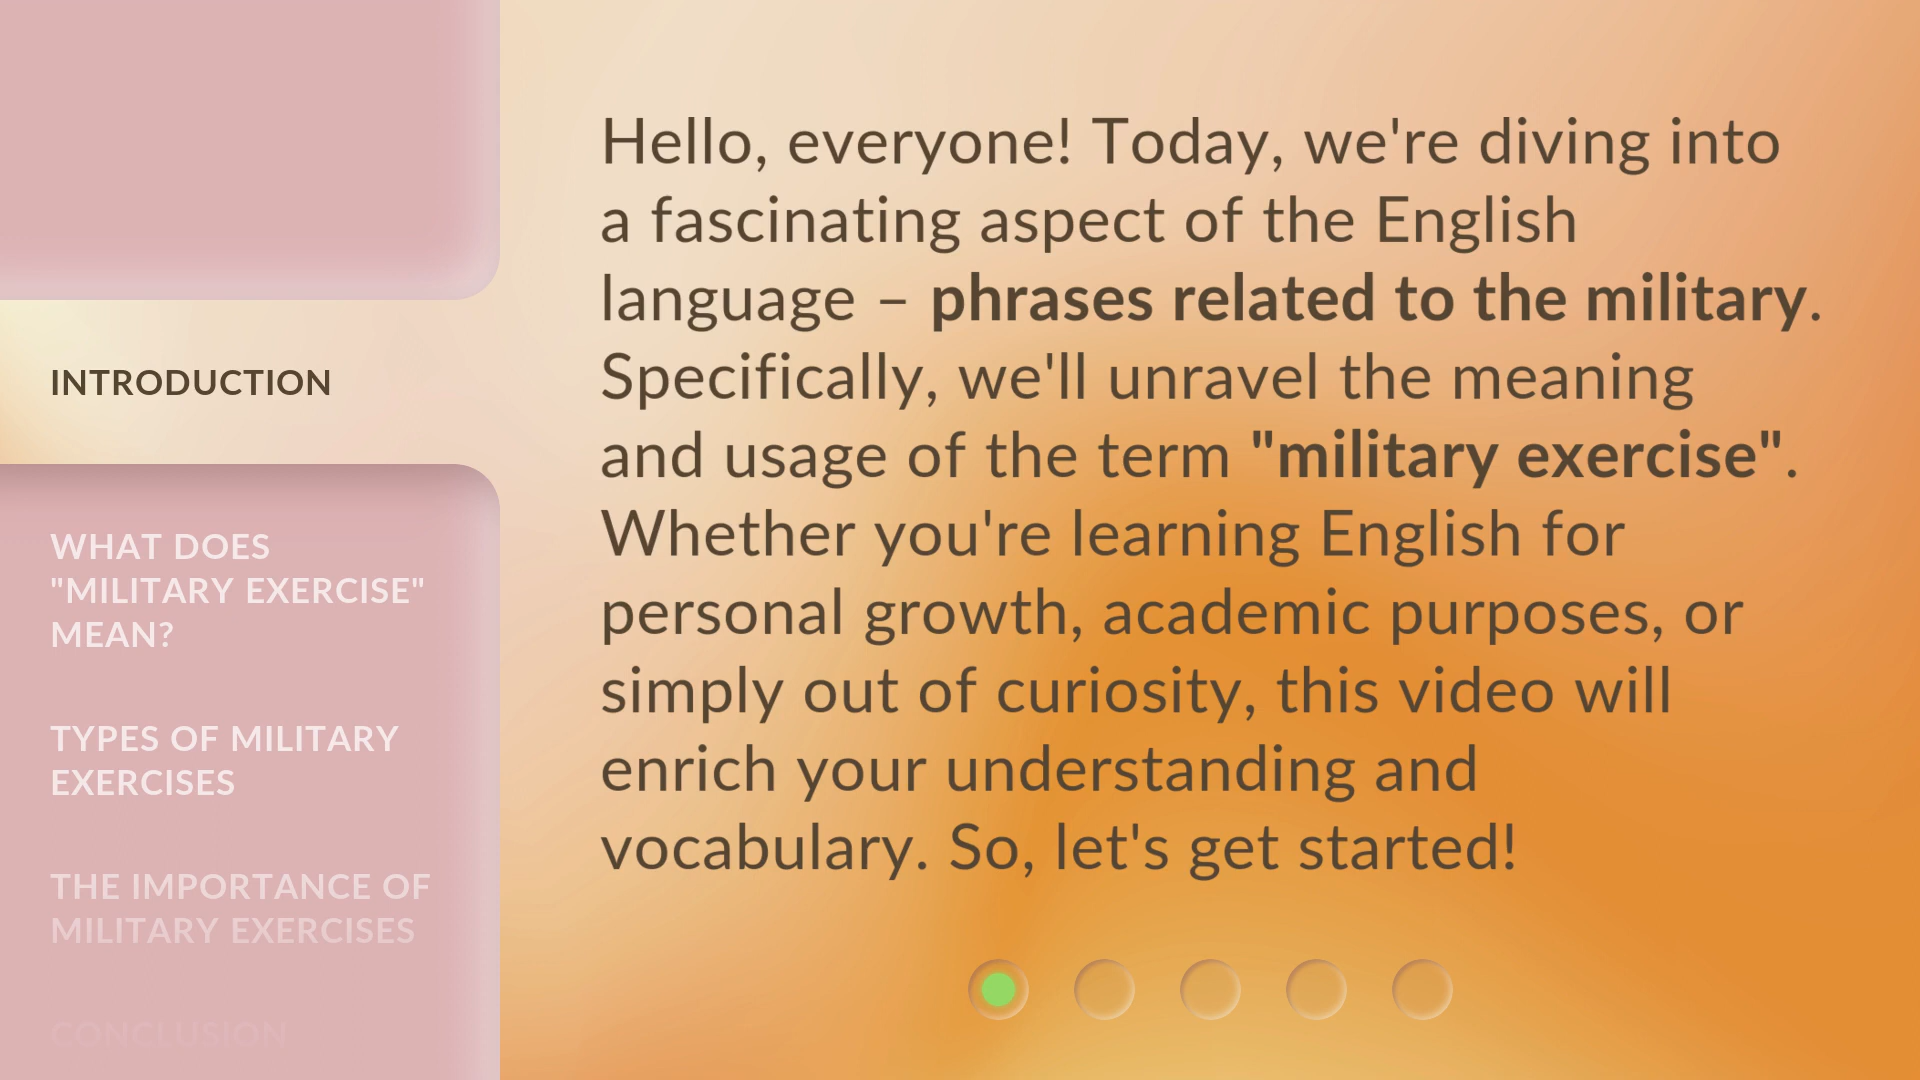 INTRODUCTION
WHAT DOES
"MILITARY EXERCISE"
MEAN?
TYPES OF MILITARY
EXERCISES
THE IMPORTANCE OF
MILITARY EXERCISES
CONCLUSION
Hello, everyone! Today, we're diving into
a fascinating aspect of the English
language – phrases related to the military.
Specifically, we'll unravel the meaning
and usage of the term "military exercise".
Whether you're learning English for
personal growth, academic purposes, or
simply out of curiosity, this video will
enrich your understanding and
vocabulary. So, let's get started!